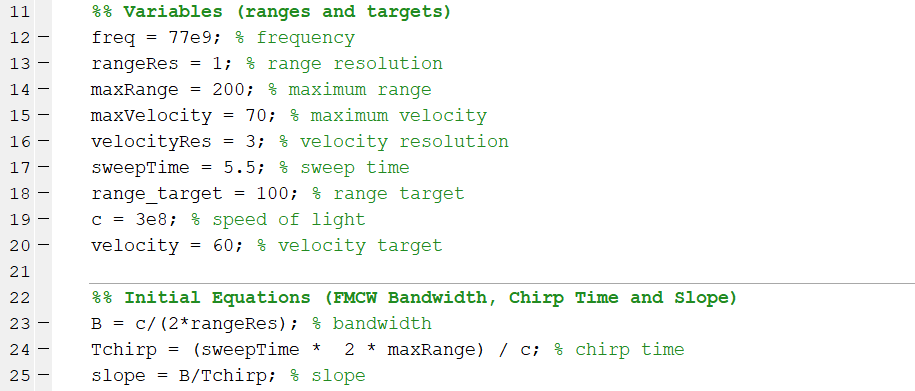 11 %% Variables (ranges and targets)
12 – freq = 77e9; % frequency
13 – rangeRes = 1; % range resolution
14 – maxRange = 200; % maximum range
15 – maxVelocity = 70; % maximum velocity
16 – velocityRes = 3; % velocity resolution
17 – sweepTime = 5.5; % sweep time
18 – range_target = 100; % range target
19 – c = 3e8; % speed of light
20 – velocity = 60; % velocity target
21
22 %% Initial Equations (FMCW Bandwidth, Chirp Time and Slope)
23 – B = c/(2*rangeRes); % bandwidth
24 – Tchirp = (sweepTime *  2 * maxRange) / c; % chirp time
25 – slope = B/Tchirp; % slope